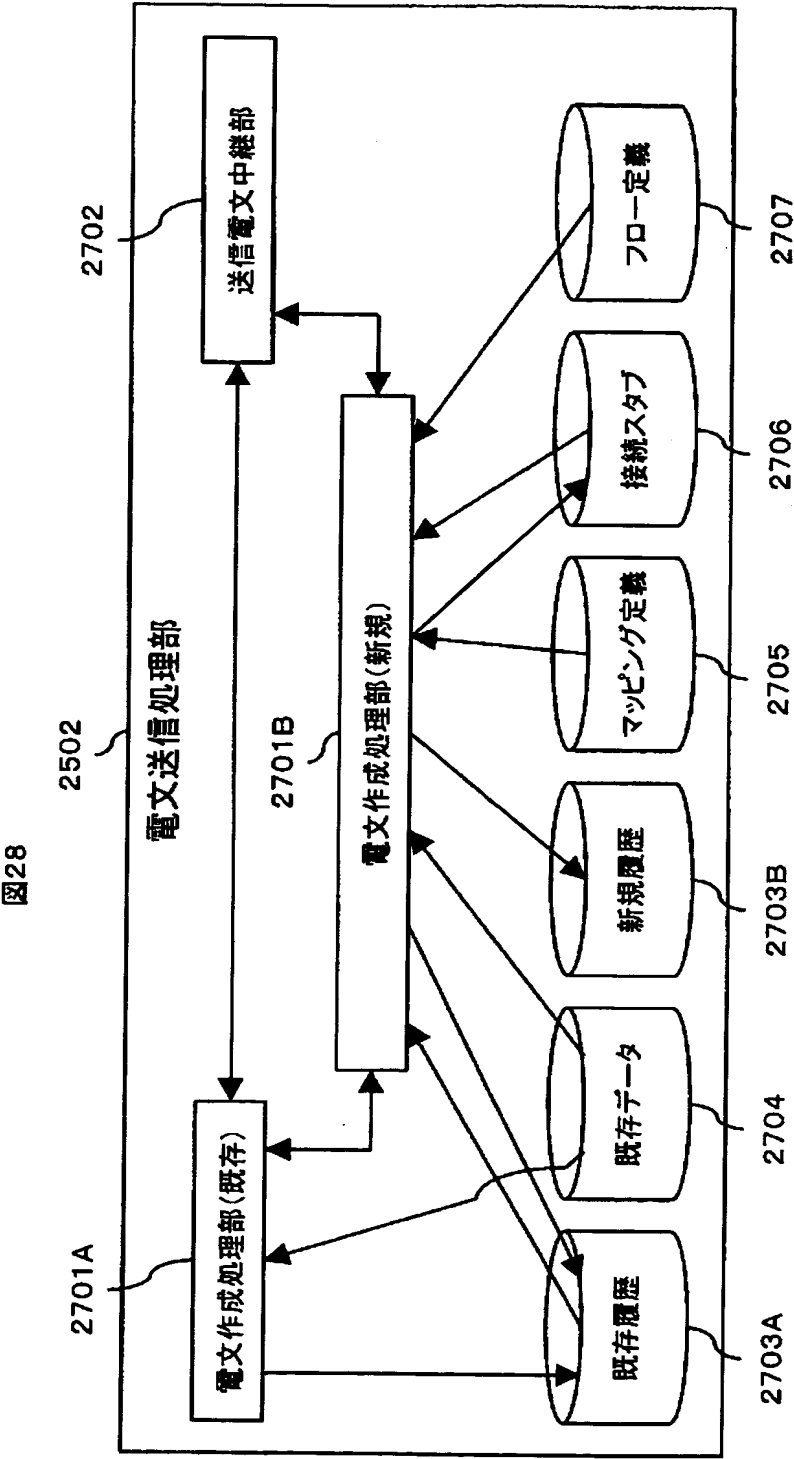 図28
2502
電文送信処理部
2701A
電文作成処理部(既存)
2702
送信電文中継部
2701B
電文作成処理部(新規)
既存履歴
既存データ
新規履歴
マッピング定義
接続スタブ
フロー定義
2703A
2704
2703B
2705
2706
2707